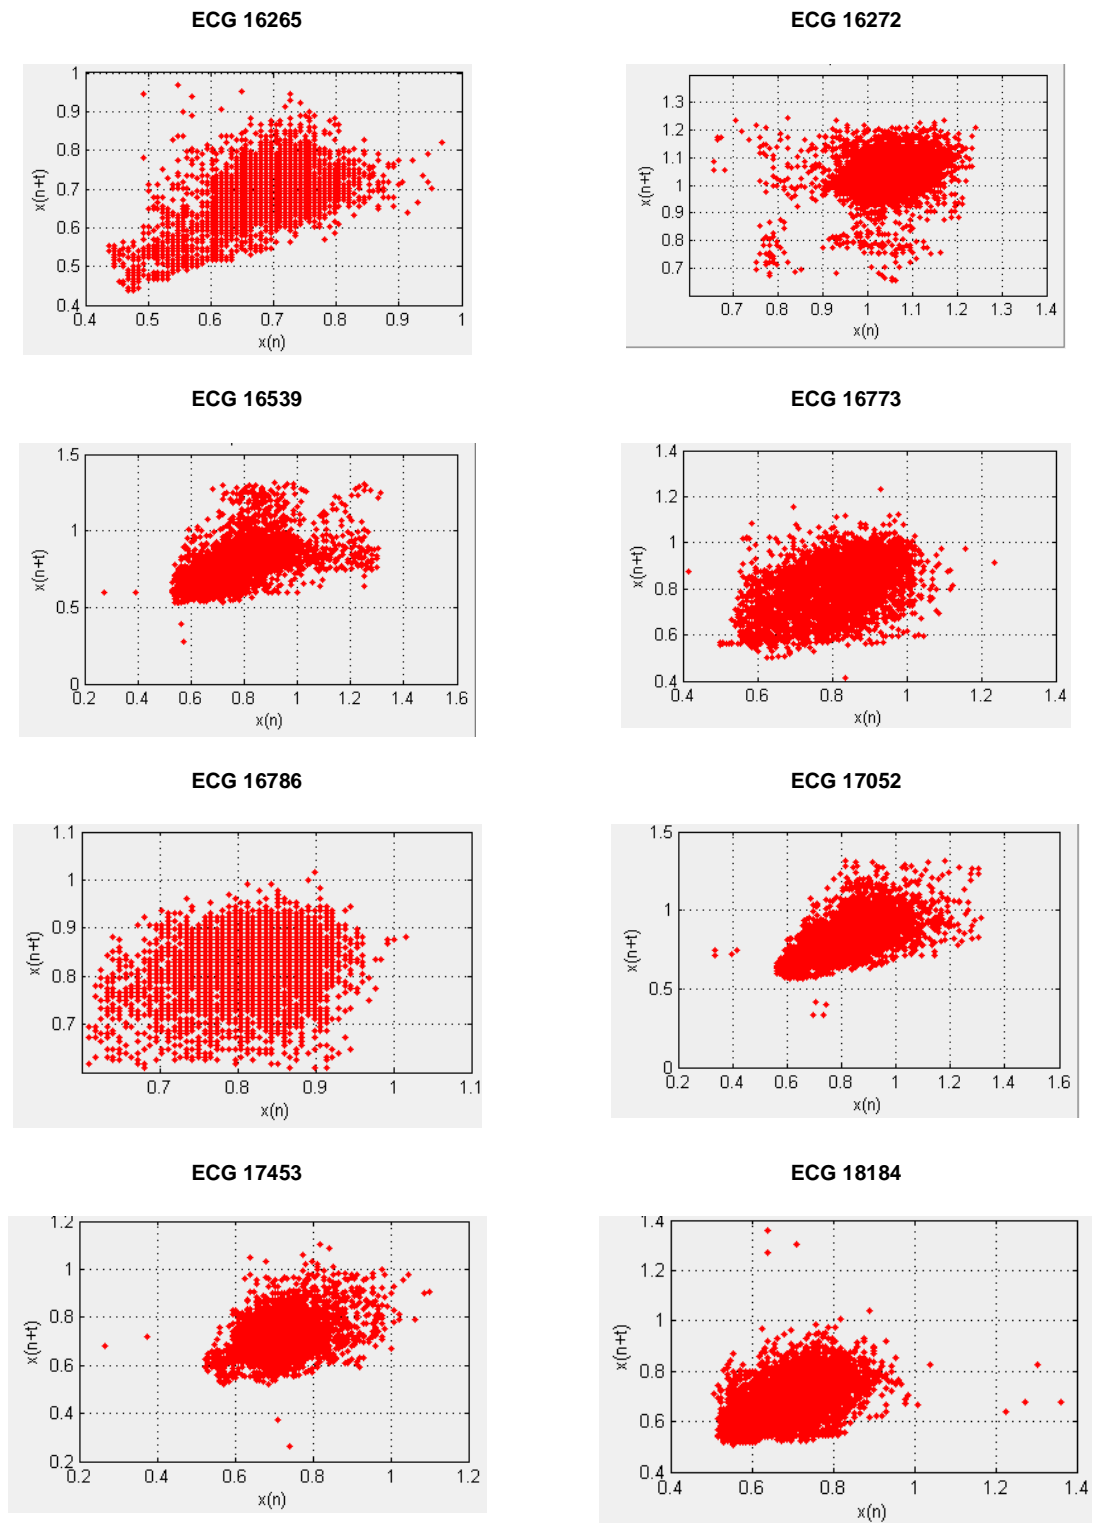 ECG 16265
ECG 16272
1
0.9
0.8
0.7
0.6
0.5
0.4
x(n+t)
0.4 0.5 0.6 0.7 0.8 0.9 1
x(n)
1.3
1.2
1.1
1
0.9
0.8
0.7
x(n+t)
0.7 0.8 0.9 1 1.1 1.2 1.3 1.4
x(n)
ECG 16539
ECG 16773
1.5
1
0.5
0
x(n+t)
0.2 0.4 0.6 0.8 1 1.2 1.4 1.6
x(n)
1.4
1.2
1
0.8
0.6
0.4
x(n+t)
0.4 0.6 0.8 1 1.2 1.4
x(n)
ECG 16786
ECG 17052
1.1
1
0.9
0.8
0.7
x(n+t)
0.7 0.8 0.9 1 1.1
x(n)
1.5
1
0.5
0
x(n+t)
0.2 0.4 0.6 0.8 1 1.2 1.4 1.6
x(n)
ECG 17453
ECG 18184
1.2
1
0.8
0.6
0.4
0.2
x(n+t)
0.2 0.4 0.6 0.8 1 1.2
x(n)
1.4
1.2
1
0.8
0.6
0.4
x(n+t)
0.4 0.6 0.8 1 1.2 1.4
x(n)